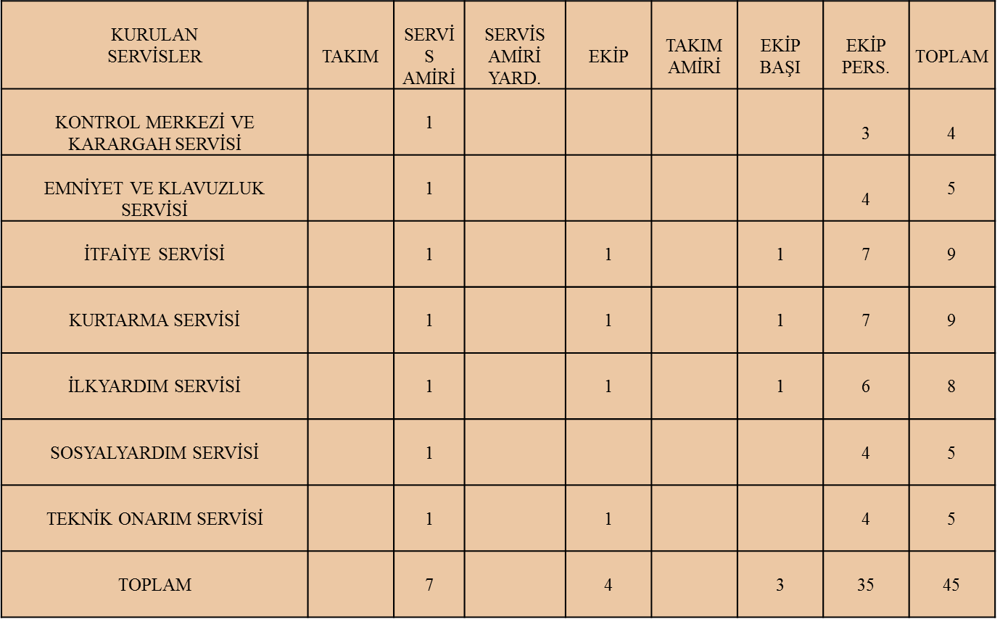 KURULAN
SERVİSLER
TAKIM
SERVİ
S
AMİRİ
SERVİS
AMİRİ
YARD.
EKİP
TAKIM
AMİRİ
EKİP
BAŞI
EKİP
PERS.
TOPLAM
KONTROL MERKEZİ VE
KARARGAH SERVİSİ
1
3
4
EMNİYET VE KLAVUZLUK
SERVİSİ
1
4
5
İTFAİYE SERVİSİ
1
1
1
7
9
KURTARMA SERVİSİ
1
1
1
7
9
İLKYARDIM SERVİSİ
1
1
1
6
8
SOSYALYARDIM SERVİSİ
1
4
5
TEKNİK ONARIM SERVİSİ
1
1
4
5
TOPLAM
7
4
3
35
45